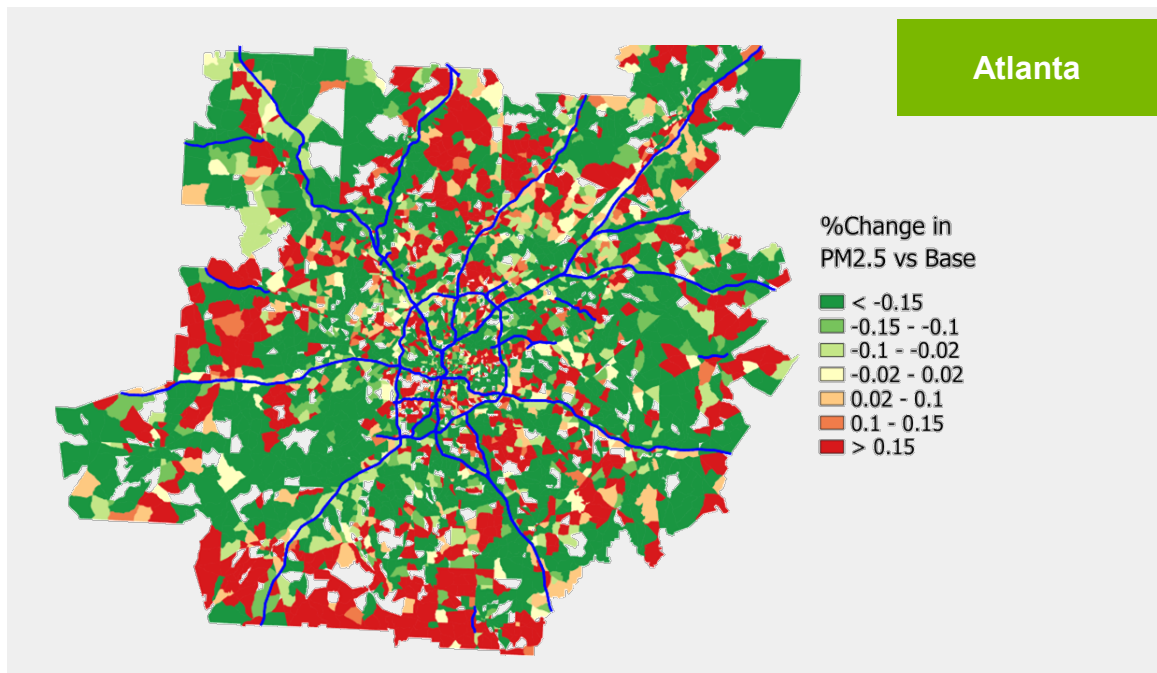 Atlanta
%Change in
PM2.5 vs Base
< -0.15
-0.15 - -0.1
-0.1 - -0.02
-0.02 - 0.02
0.02 - 0.1
0.1 - 0.15
> 0.15